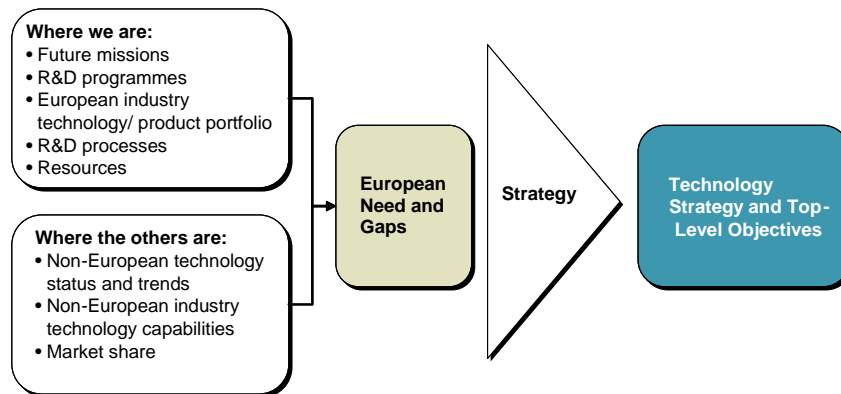 Where we are:
• Future missions
• R&D programmes
• European industry
technology/ product portfolio
• R&D processes
• Resources
Where the others are:
• Non-European technology
status and trends
• Non-European industry
technology capabilities
• Market share
European
Need and
Gaps
Strategy
Technology
Strategy and Top-
Level Objectives